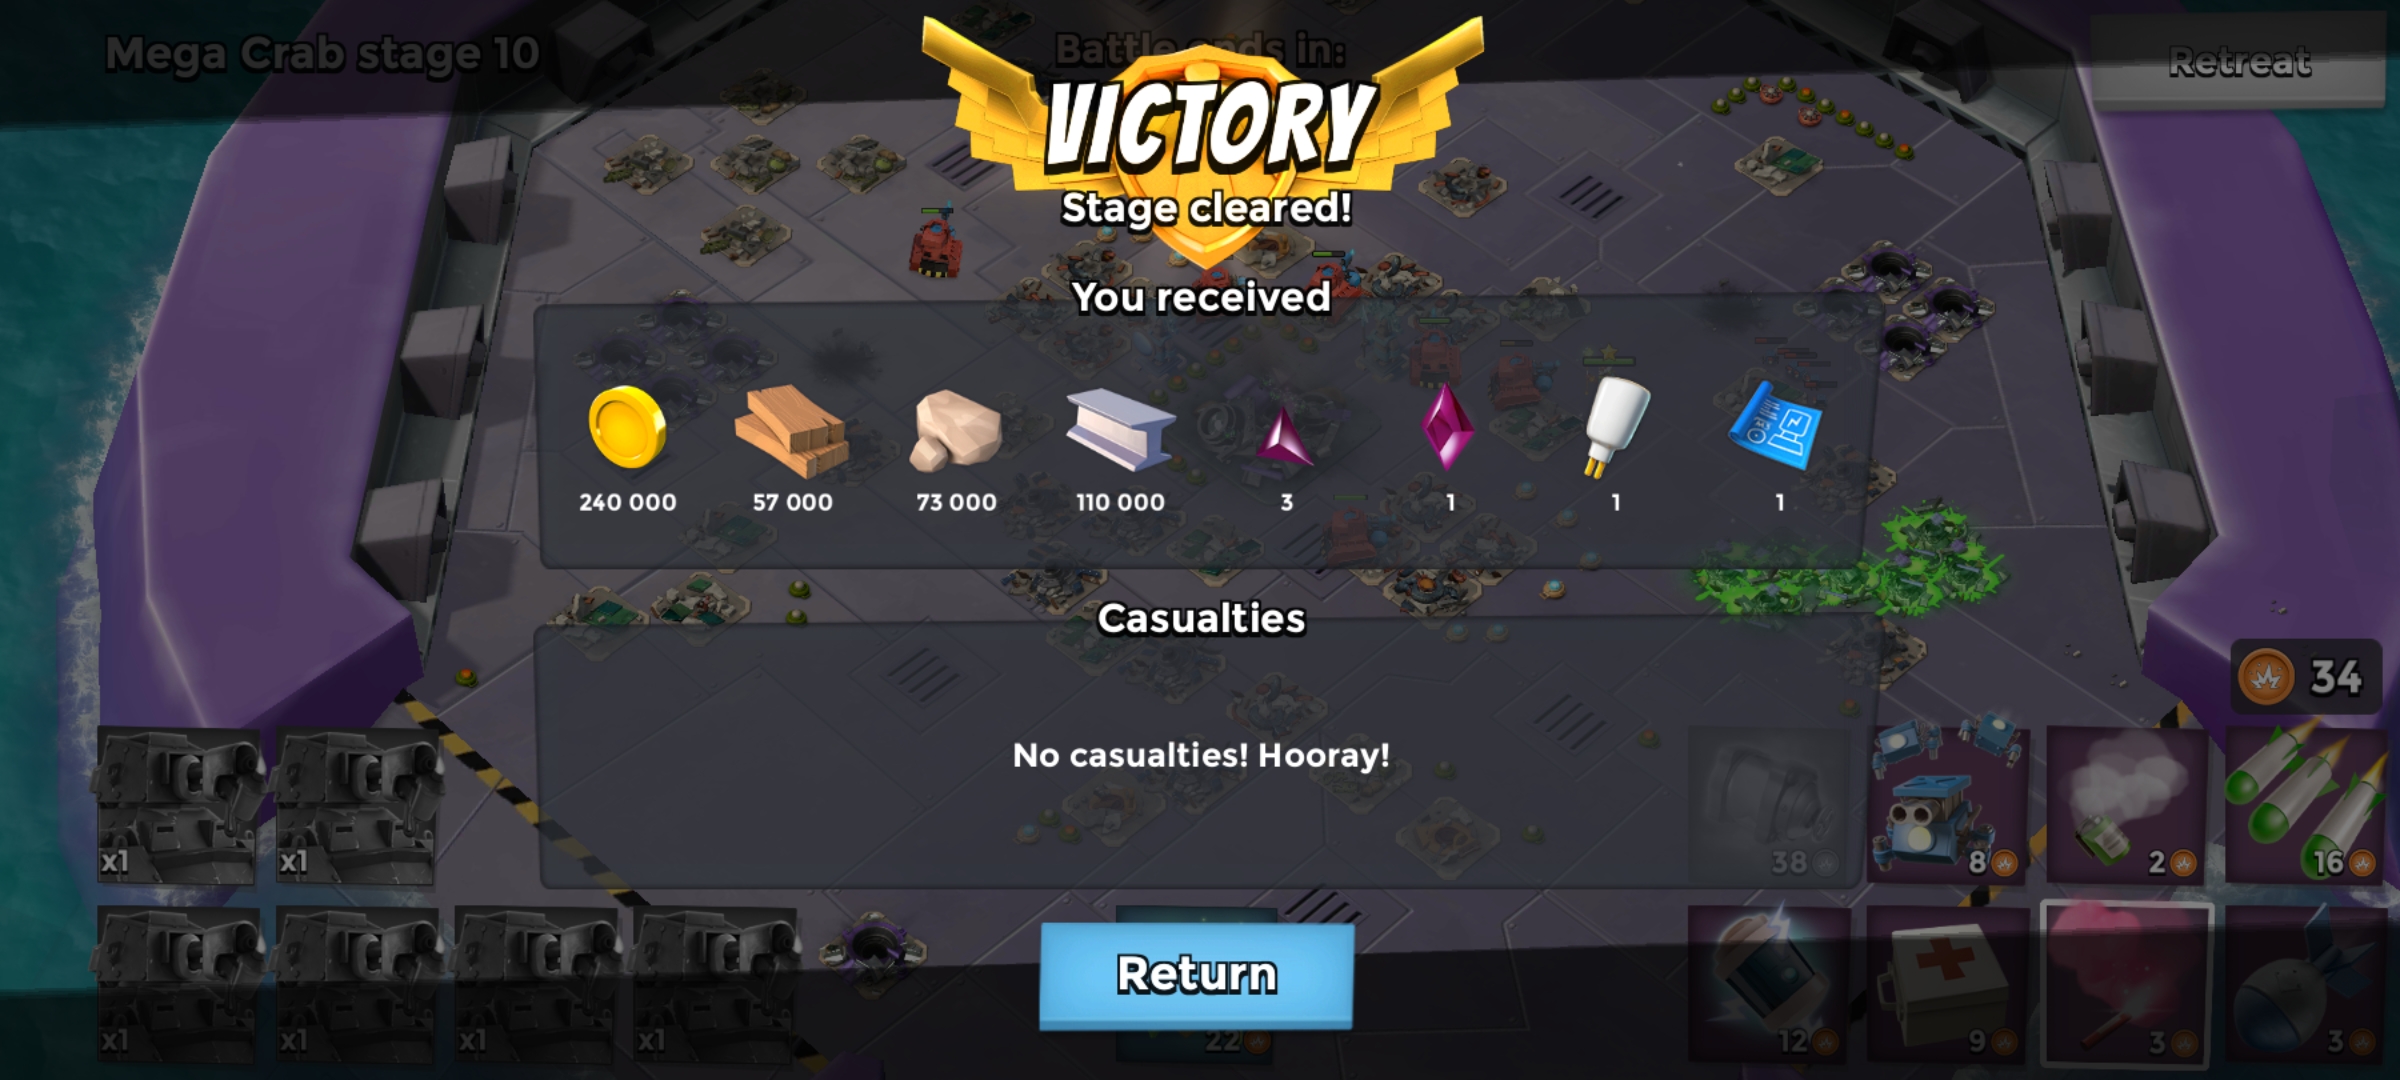 Mega Crab stage 10
Battle ends in:
Retreat
VICTORY
Stage cleared!
You received
240 000
57 000
73 000
110 000
3
1
1
1
Casualties
No casualties! Hooray!
34
x1
x1
38
8
2
16
x1
x1
x1
x1
Return
22
12
9
3
3